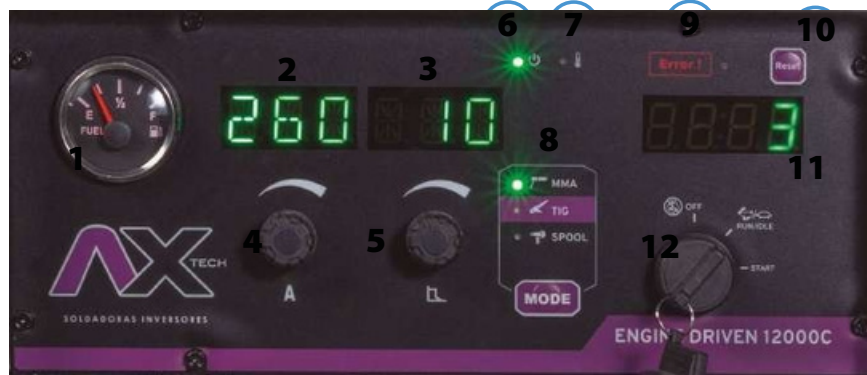 6
7
9
10
2
3
Error!
Reset
E
½
F
FUEL
260
10
3
1
8
11
MMA
TIG
SPOOL
OFF
RUN/IDLE
START
4
5
12
AX
TECH
A
MODE
SOLDADORAS INVERSORES
ENGINE DRIVEN 12000C